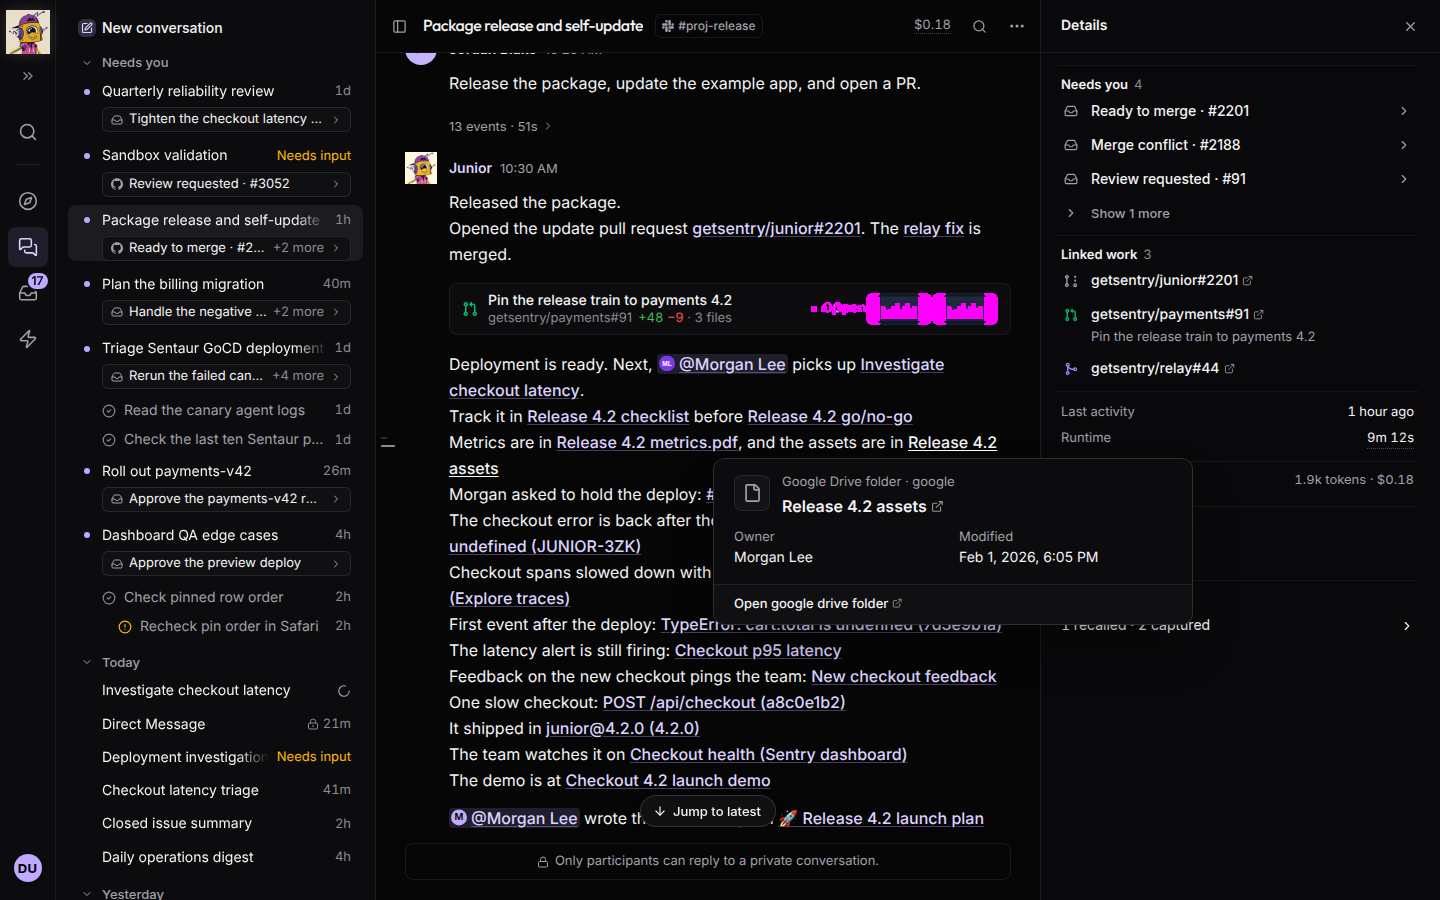 New conversation
Needs you
Quarterly reliability review 1d
Tighten the checkout latency ...
Sandbox validation Needs input
Review requested · #3052
Package release and self-update 1h
Ready to merge · #2... +2 more
17
Plan the billing migration 40m
Handle the negative ... +2 more
Triage Sentaur GoCD deployment 1d
Rerun the failed can... +4 more
Read the canary agent logs 1d
Check the last ten Sentaur p... 1d
Roll out payments-v42 26m
Approve the payments-v42 r...
Dashboard QA edge cases 4h
Approve the preview deploy
Check pinned row order 2h
Recheck pin order in Safari 2h
Today
Investigate checkout latency
Direct Message 21m
Deployment investigation Needs input
Checkout latency triage 41m
Closed issue summary 2h
Daily operations digest 4h
Yesterday
DU
Package release and self-update #proj-release $0.18
Release the package, update the example app, and open a PR.
13 events · 51s
Junior 10:30 AM
Released the package.
Opened the update pull request getsentry/junior#2201. The relay fix is
merged.
Pin the release train to payments 4.2
getsentry/payments#91 +48 −9 · 3 files
Deployment is ready. Next, ML @Morgan Lee picks up Investigate
checkout latency.
Track it in Release 4.2 checklist before Release 4.2 go/no-go
Metrics are in Release 4.2 metrics.pdf, and the assets are in Release 4.2
assets
Morgan asked to hold the deploy: #
The checkout error is back after the
undefined (JUNIOR-3ZK)
Checkout spans slowed down with
(Explore traces)
First event after the deploy: TypeError: cart.total is undefined (7d3e9b1a)
The latency alert is still firing: Checkout p95 latency
Feedback on the new checkout pings the team: New checkout feedback
One slow checkout: POST /api/checkout (a8c0e1b2)
It shipped in junior@4.2.0 (4.2.0)
The team watches it on Checkout health (Sentry dashboard)
The demo is at Checkout 4.2 launch demo
M @Morgan Lee wrote 🚀 Release 4.2 launch plan
Jump to latest
Only participants can reply to a private conversation.
Google Drive folder · google
Release 4.2 assets
Owner Modified
Morgan Lee Feb 1, 2026, 6:05 PM
Open google drive folder
Details
Needs you 4
Ready to merge · #2201
Merge conflict · #2188
Review requested · #91
Show 1 more
Linked work 3
getsentry/junior#2201
getsentry/payments#91
Pin the release train to payments 4.2
getsentry/relay#44
Last activity 1 hour ago
Runtime 9m 12s
1.9k tokens · $0.18
1 recalled · 2 captured